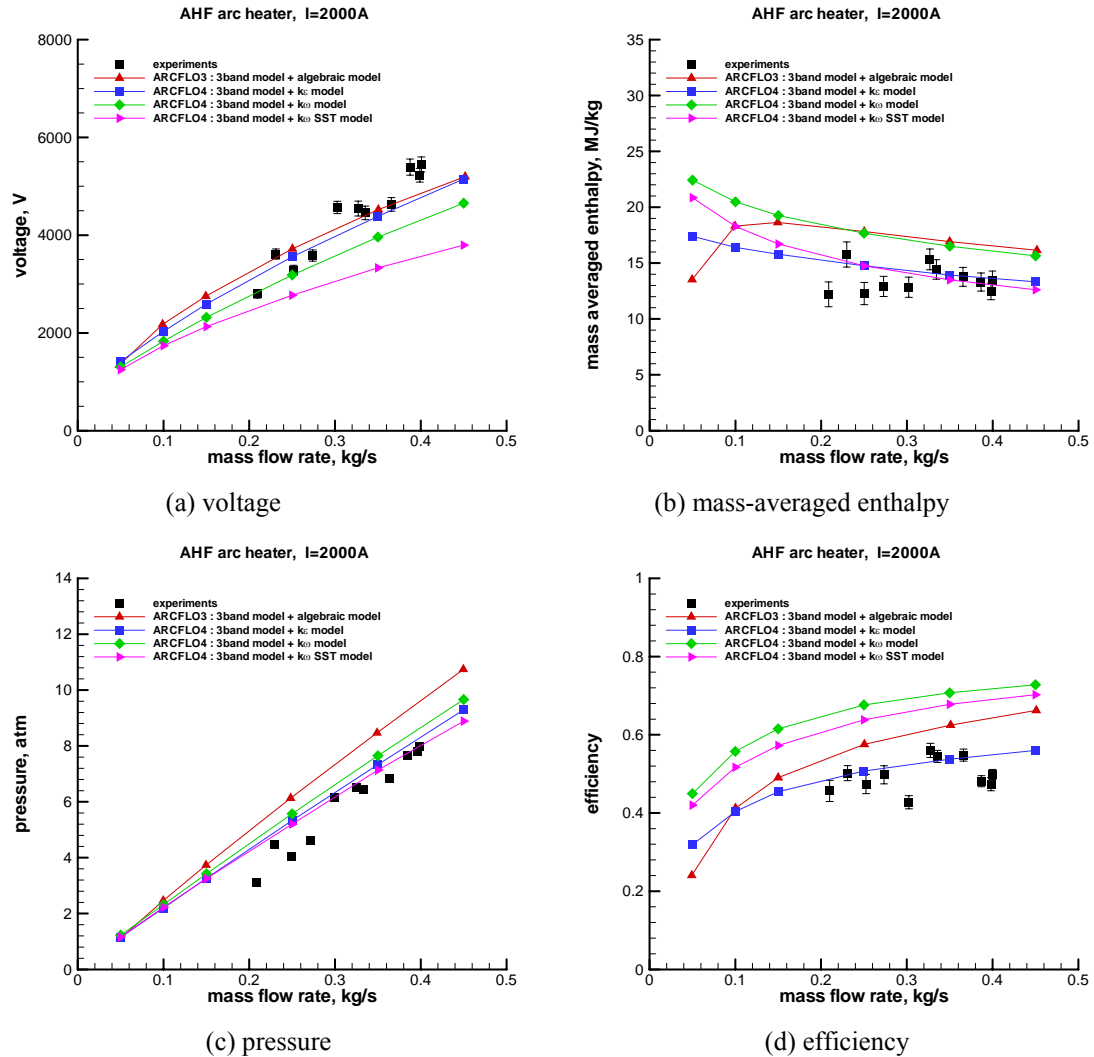 AHF arc heater, I=2000A
8000
6000
4000
2000
0
voltage, V
experiments
ARCFLO3 : 3band model + algebraic model
ARCFLO4 : 3band model + kε model
ARCFLO4 : 3band model + kω model
ARCFLO4 : 3band model + kω SST model
0 0.1 0.2 0.3 0.4 0.5
mass flow rate, kg/s
(a) voltage
AHF arc heater, I=2000A
35
30
25
20
15
10
5
0
mass averaged enthalpy, MJ/kg
experiments
ARCFLO3 : 3band model + algebraic model
ARCFLO4 : 3band model + kε model
ARCFLO4 : 3band model + kω model
ARCFLO4 : 3band model + kω SST model
0 0.1 0.2 0.3 0.4 0.5
mass flow rate, kg/s
(b) mass-averaged enthalpy
AHF arc heater, I=2000A
14
12
10
8
6
4
2
0
pressure, atm
experiments
ARCFLO3 : 3band model + algebraic model
ARCFLO4 : 3band model + kε model
ARCFLO4 : 3band model + kω model
ARCFLO4 : 3band model + kω SST model
0 0.1 0.2 0.3 0.4 0.5
mass flow rate, kg/s
(c) pressure
AHF arc heater, I=2000A
1
0.8
0.6
0.4
0.2
0
efficiency
experiments
ARCFLO3 : 3band model + algebraic model
ARCFLO4 : 3band model + kε model
ARCFLO4 : 3band model + kω model
ARCFLO4 : 3band model + kω SST model
0 0.1 0.2 0.3 0.4 0.5
mass flow rate, kg/s
(d) efficiency